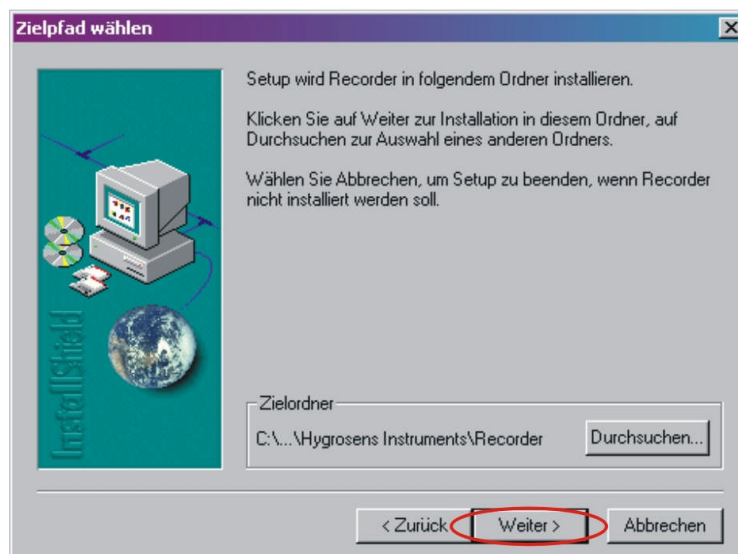 Zielpfad wählen
Setup wird Recorder in folgendem Ordner installieren.
Klicken Sie auf Weiter zur Installation in diesem Ordner, auf
Durchsuchen zur Auswahl eines anderen Ordners.
Wählen Sie Abbrechen, um Setup zu beenden, wenn Recorder
nicht installiert werden soll.
InstallShield
Zielordner
C:\...\Hygrosens Instruments\Recorder
Durchsuchen...
< Zurück
Weiter >
Abbrechen